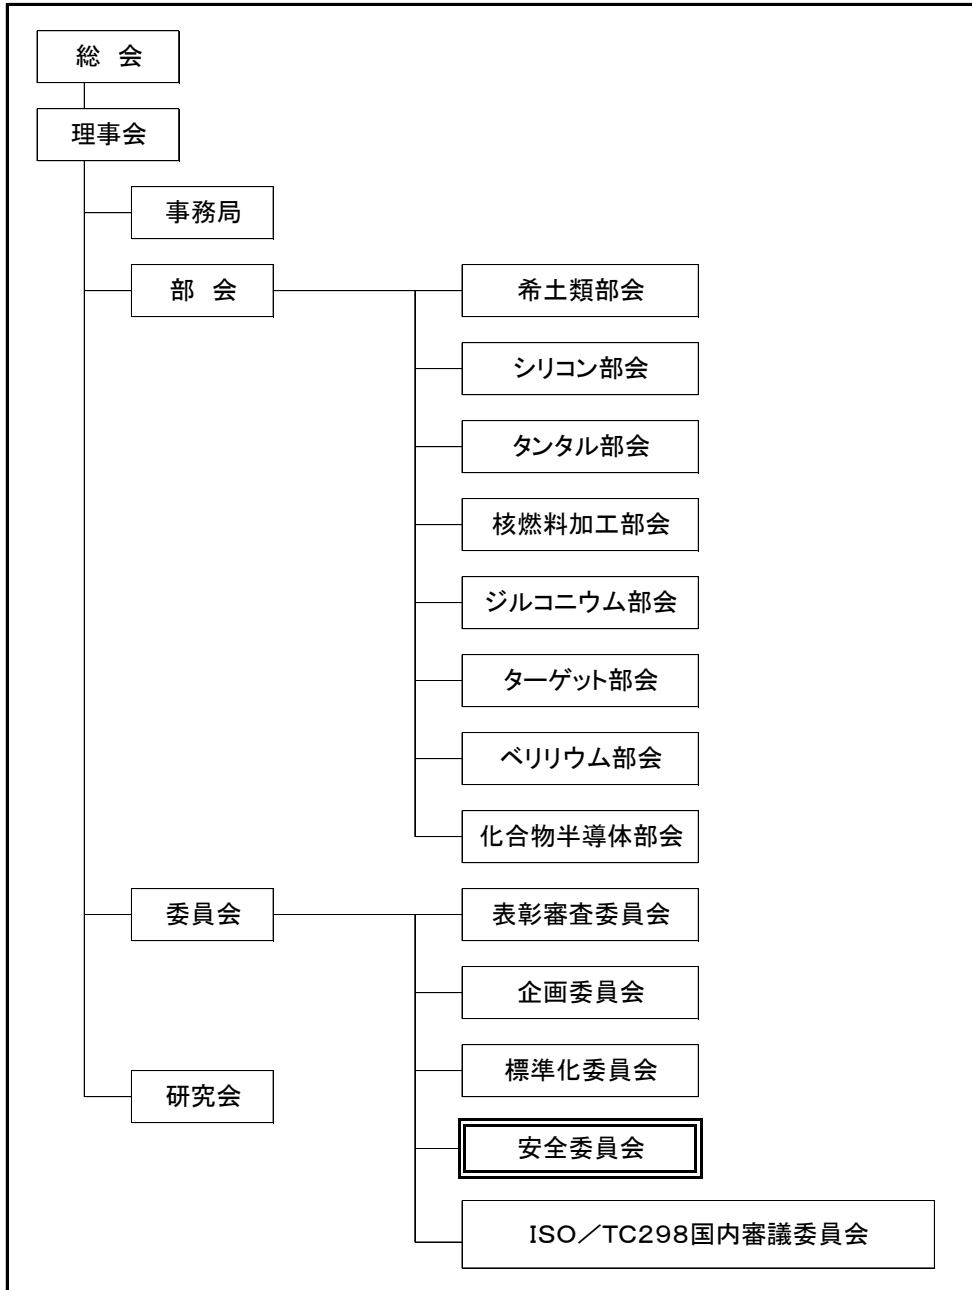 総　会
理事会
事務局
部　会
希土類部会
シリコン部会
タンタル部会
核燃料加工部会
ジルコニウム部会
ターゲット部会
ベリリウム部会
化合物半導体部会
委員会
表彰審査委員会
企画委員会
標準化委員会
研究会
安全委員会
ISO／TC298国内審議委員会